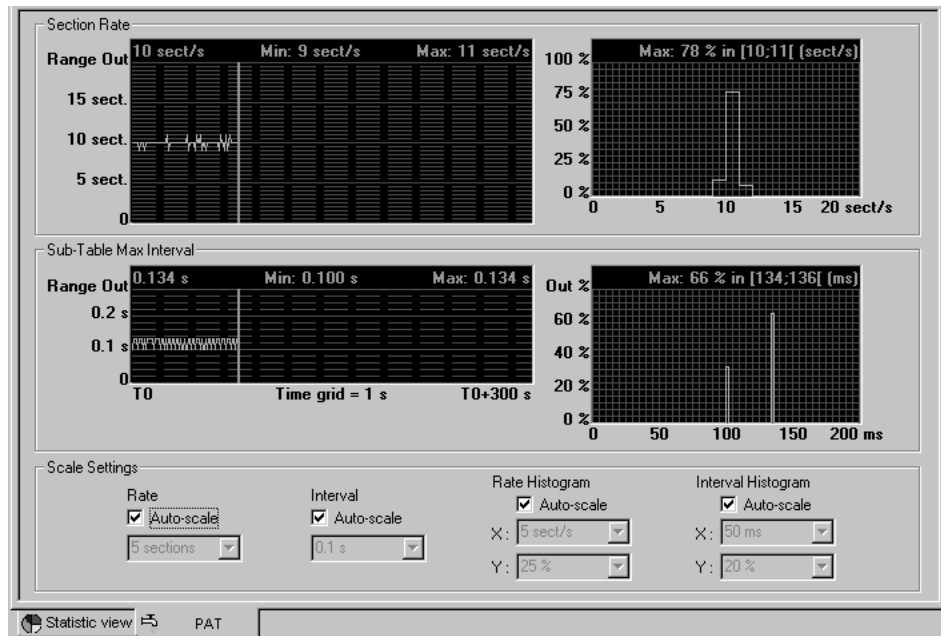 Section Rate
Range Out
10 sect/s Min: 9 sect/s Max: 11 sect/s
15 sect.
10 sect.
5 sect.
0
Max: 78 % in [10;11[ (sect/s)
100 %
75 %
50 %
25 %
0 %
0 5 10 15 20 sect/s
Sub-Table Max Interval
Range Out
0.134 s Min: 0.100 s Max: 0.134 s
0.2 s
0.1 s
0
T0 Time grid = 1 s T0+300 s
Max: 66 % in [134;136[ (ms)
Out %
60 %
40 %
20 %
0 %
0 50 100 150 200 ms
Scale Settings
Rate
Auto-scale
5 sections
Interval
Auto-scale
0.1 s
Rate Histogram
Auto-scale
X: 5 sect/s
Y: 25 %
Interval Histogram
Auto-scale
X: 50 ms
Y: 20 %
Statistic view PAT